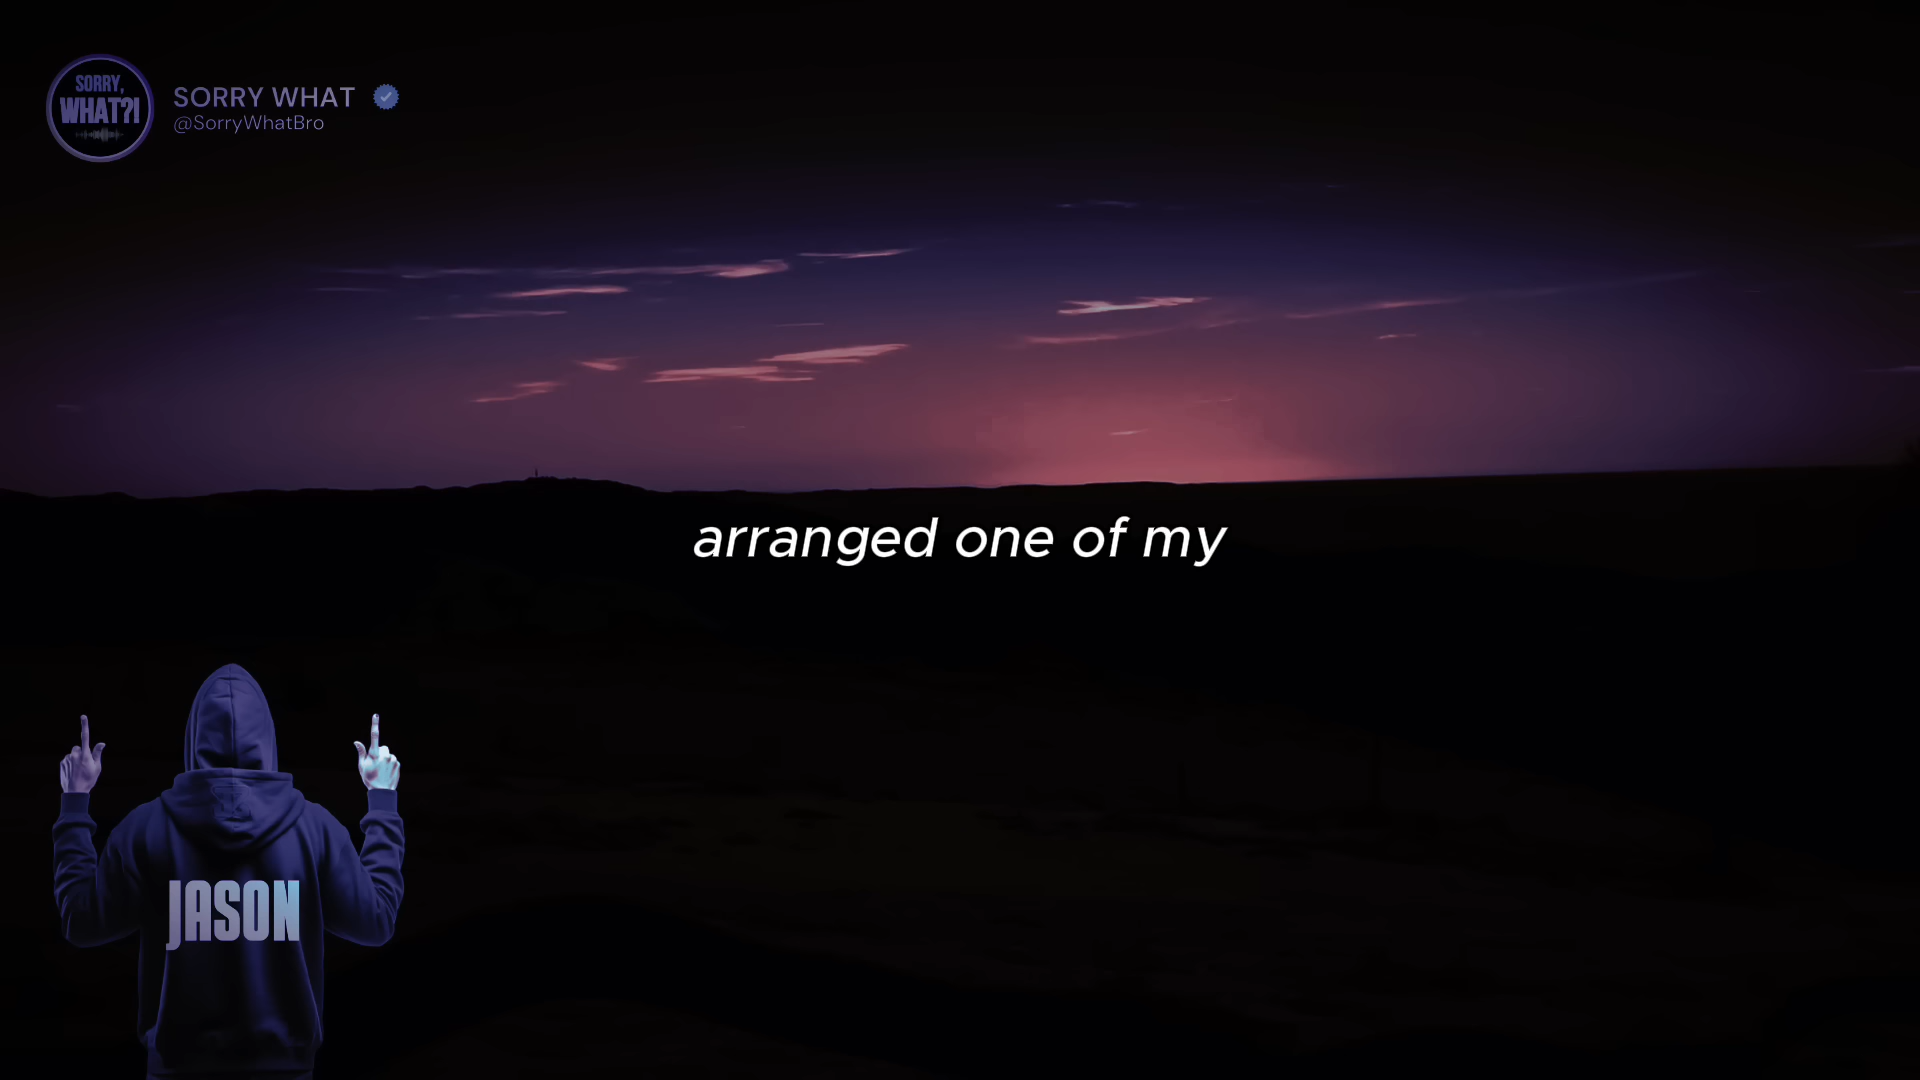 SORRY,
WHAT?!
SORRY WHAT
@SorryWhatBro
arranged one of my
JASON